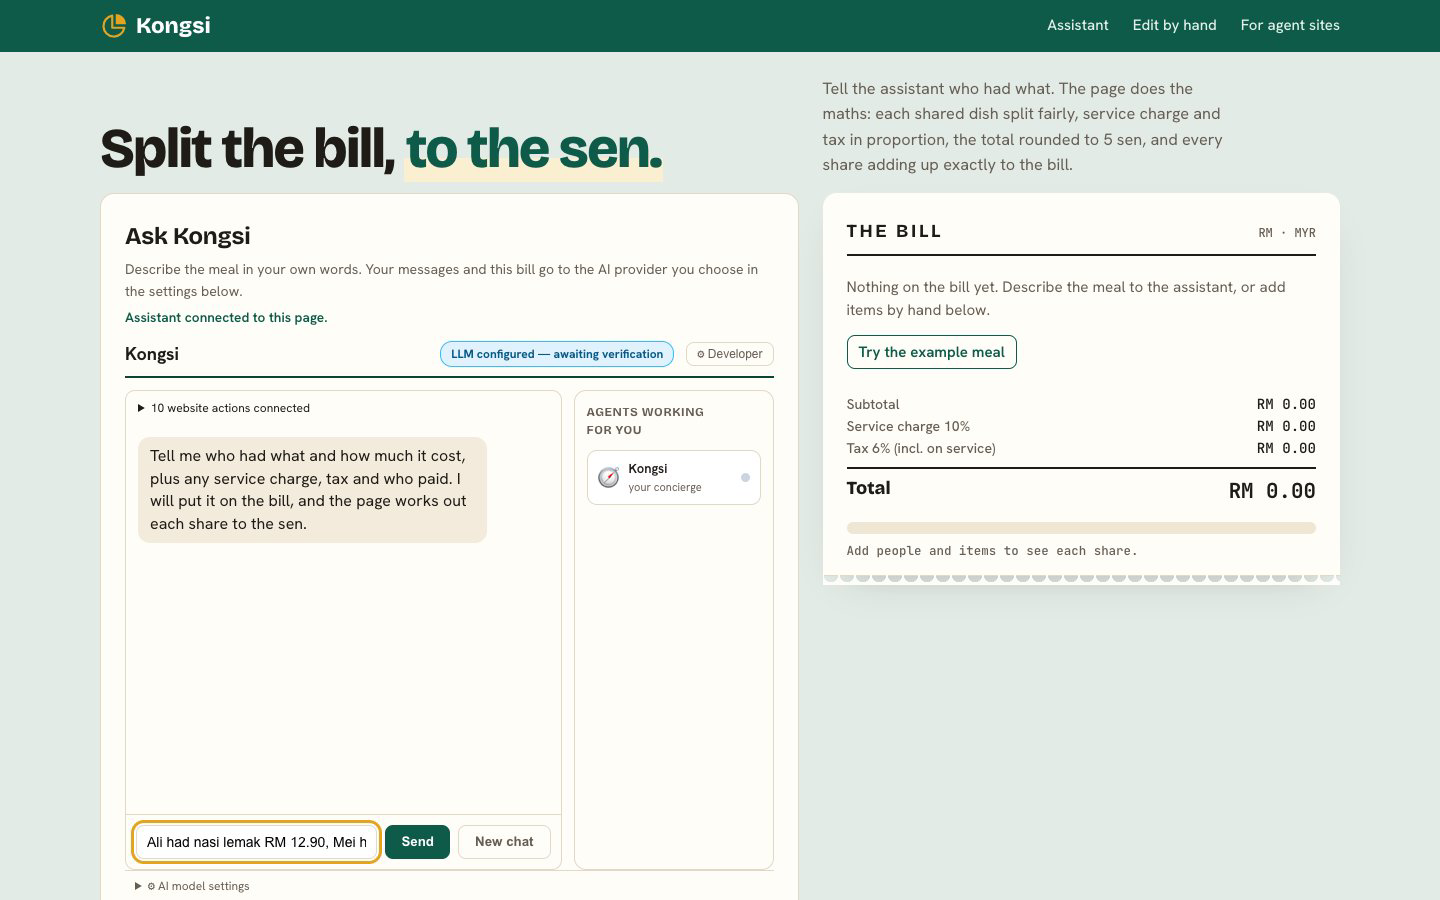 Kongsi
Assistant
Edit by hand
For agent sites
Split the bill, to the sen.
Tell the assistant who had what. The page does the
maths: each shared dish split fairly, service charge and
tax in proportion, the total rounded to 5 sen, and every
share adding up exactly to the bill.
Ask Kongsi
Describe the meal in your own words. Your messages and this bill go to the AI provider you choose in
the settings below.
Assistant connected to this page.
Kongsi
LLM configured — awaiting verification
⚙ Developer
▶ 10 website actions connected
Tell me who had what and how much it cost,
plus any service charge, tax and who paid. I
will put it on the bill, and the page works out
each share to the sen.
AGENTS WORKING
FOR YOU
Kongsi
your concierge
Ali had nasi lemak RM 12.90, Mei h
Send
New chat
▶ ⚙ AI model settings
THE BILL
RM · MYR
Nothing on the bill yet. Describe the meal to the assistant, or add
items by hand below.
Try the example meal
Subtotal RM 0.00
Service charge 10% RM 0.00
Tax 6% (incl. on service) RM 0.00
Total RM 0.00
Add people and items to see each share.